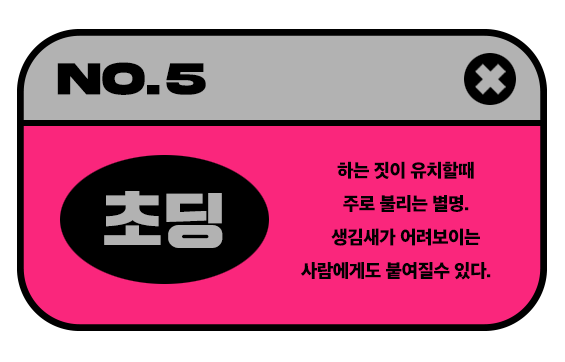 NO.5
초딩
하는 짓이 유치할때
주로 불리는 별명.
생김새가 어려보이는
사람에게도 붙여질수 있다.